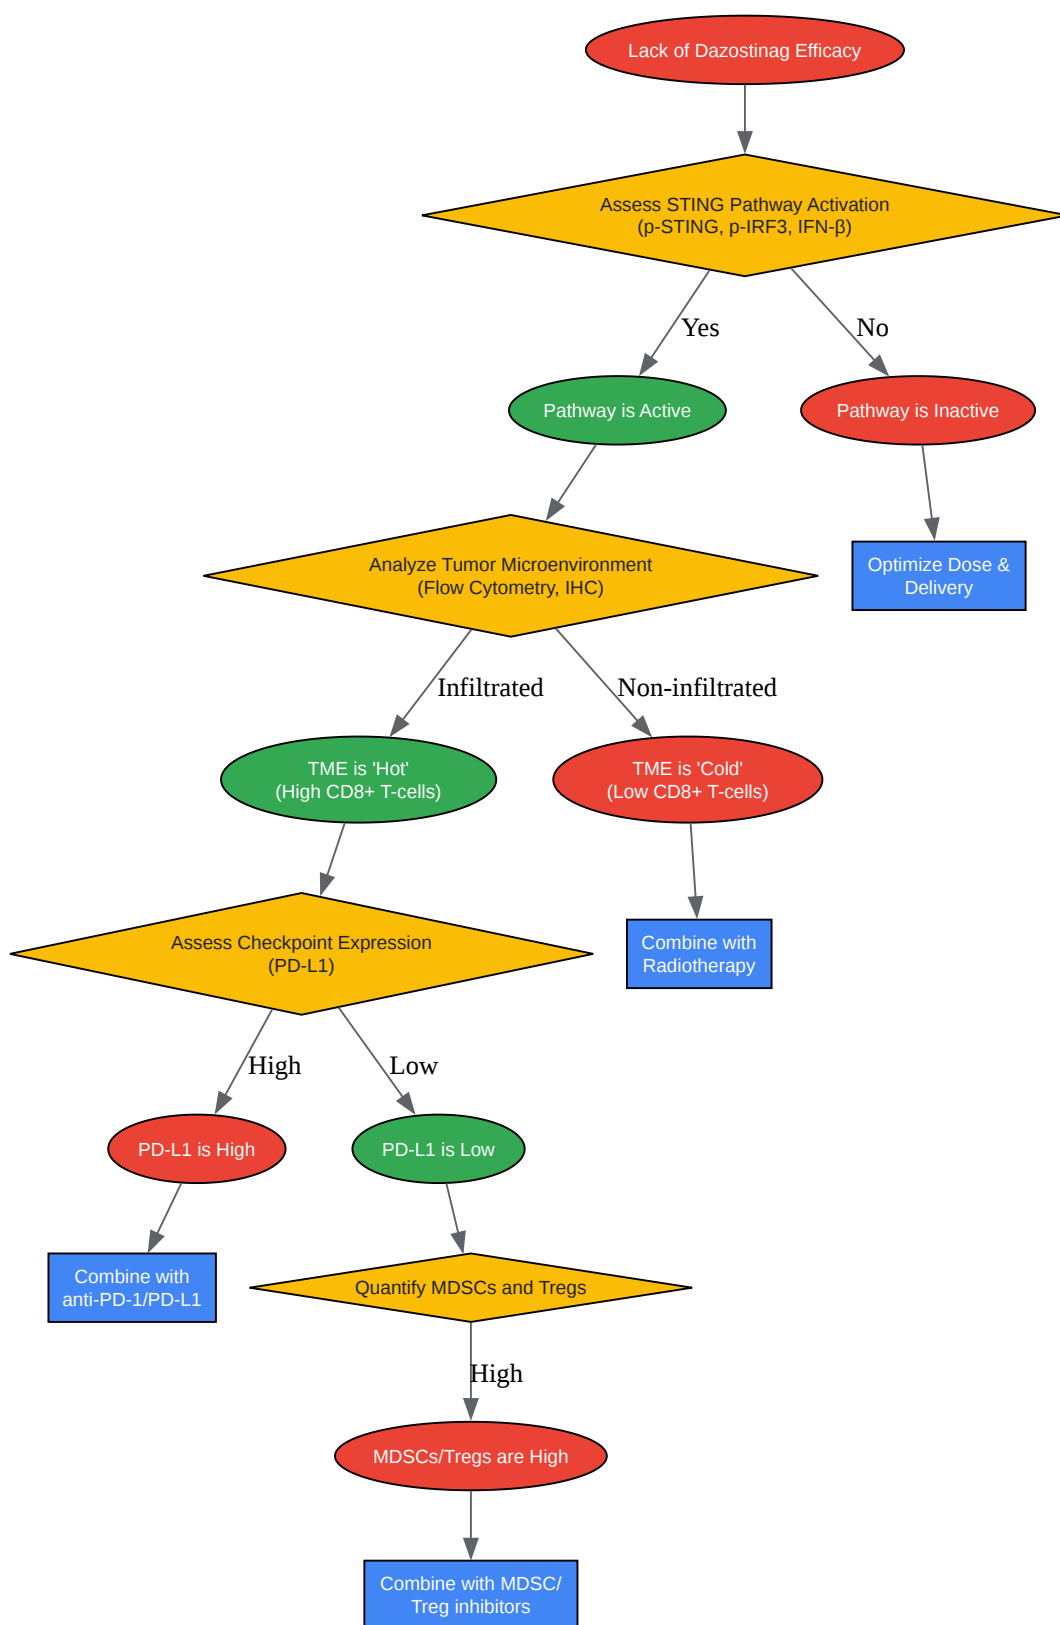 Lack of Dazostinag Efficacy
Assess STING Pathway Activation
(p-STING, p-IRF3, IFN-β)
Yes
No
Pathway is Active
Pathway is Inactive
Analyze Tumor Microenvironment
(Flow Cytometry, IHC)
Optimize Dose &
Delivery
Infiltrated
Non-infiltrated
TME is 'Hot'
(High CD8+ T-cells)
TME is 'Cold'
(Low CD8+ T-cells)
Assess Checkpoint Expression
(PD-L1)
Combine with
Radiotherapy
High
Low
PD-L1 is High
PD-L1 is Low
Combine with
anti-PD-1/PD-L1
Quantify MDSCs and Tregs
High
MDSCs/Tregs are High
Combine with MDSC/
Treg inhibitors